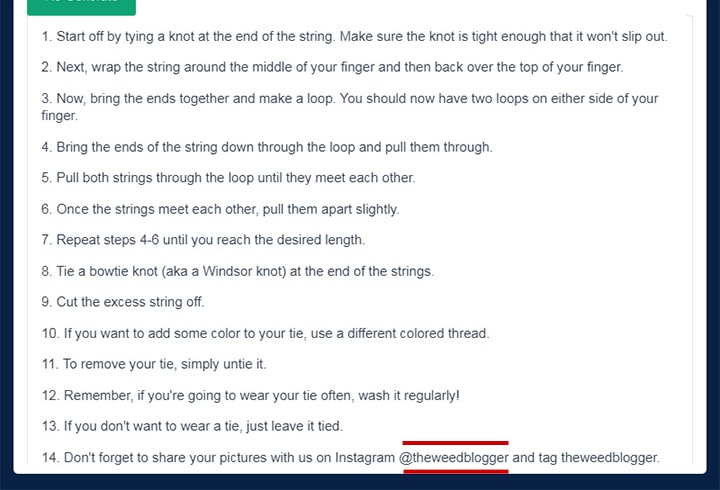 1. Start off by tying a knot at the end of the string. Make sure the knot is tight enough that it won't slip out.
2. Next, wrap the string around the middle of your finger and then back over the top of your finger.
3. Now, bring the ends together and make a loop. You should now have two loops on either side of your
finger.
4. Bring the ends of the string down through the loop and pull them through.
5. Pull both strings through the loop until they meet each other.
6. Once the strings meet each other, pull them apart slightly.
7. Repeat steps 4-6 until you reach the desired length.
8. Tie a bowtie knot (aka a Windsor knot) at the end of the strings.
9. Cut the excess string off.
10. If you want to add some color to your tie, use a different colored thread.
11. To remove your tie, simply untie it.
12. Remember, if you're going to wear your tie often, wash it regularly!
13. If you don't want to wear a tie, just leave it tied.
14. Don't forget to share your pictures with us on Instagram @theweedblogger and tag theweedblogger.